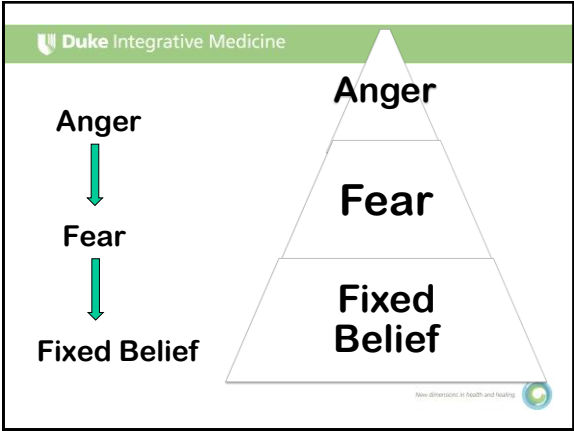 Duke Integrative Medicine
Anger
Fear
Fixed Belief
Anger
Fear
Fixed
Belief
New dimensions in health and healing